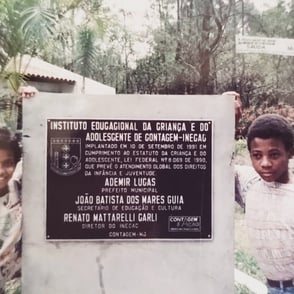 INSTITUTO EDUCACIONAL DA CRIANÇA E DO
ADOLESCENTE DE CONTAGEM-INECAC
IMPLANTADO EM 10 DE SETEMBRO DE 1991 EM
CUMPRIMENTO AO ESTATUTO DA CRIANÇA E DO
ADOLESCENTE, LEI FEDERAL Nº 8.069 DE 1990,
QUE PREVÊ O ATENDIMENTO GLOBAL DOS DIREITOS
DA INFÂNCIA E JUVENTUDE
ADEMIR LUCAS
PREFEITO MUNICIPAL
JOÃO BATISTA DOS MARES GUIA
SECRETÁRIO DE EDUCAÇÃO E CULTURA
RENATO MATTARELLI CARLI
DIRETOR DO INECAC
CONTAGEM
CONTAGEM-MG